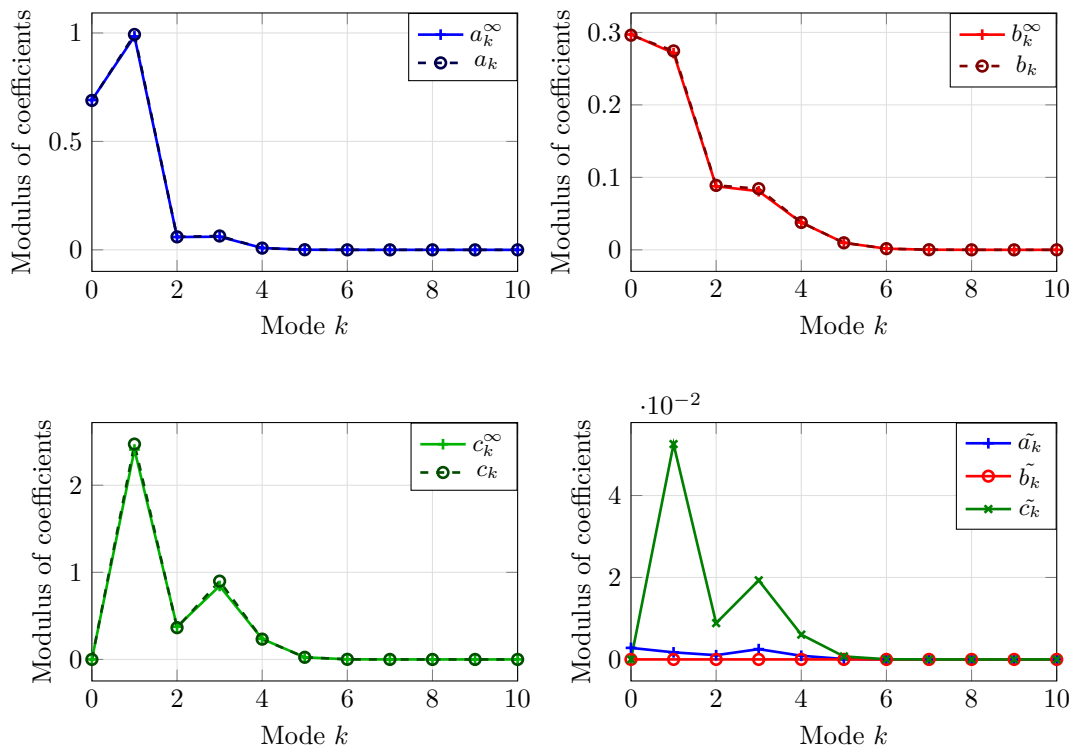 1
0.5
0
0 2 4 6 8 10
Mode k
Modulus of coefficients
a_k^∞
a_k
0.3
0.2
0.1
0
0 2 4 6 8 10
Mode k
Modulus of coefficients
b_k^∞
b_k
2
1
0
0 2 4 6 8 10
Mode k
Modulus of coefficients
c_k^∞
c_k
·10^{−2}
4
2
0
0 2 4 6 8 10
Mode k
Modulus of coefficients
ã_k
b̃_k
c̃_k